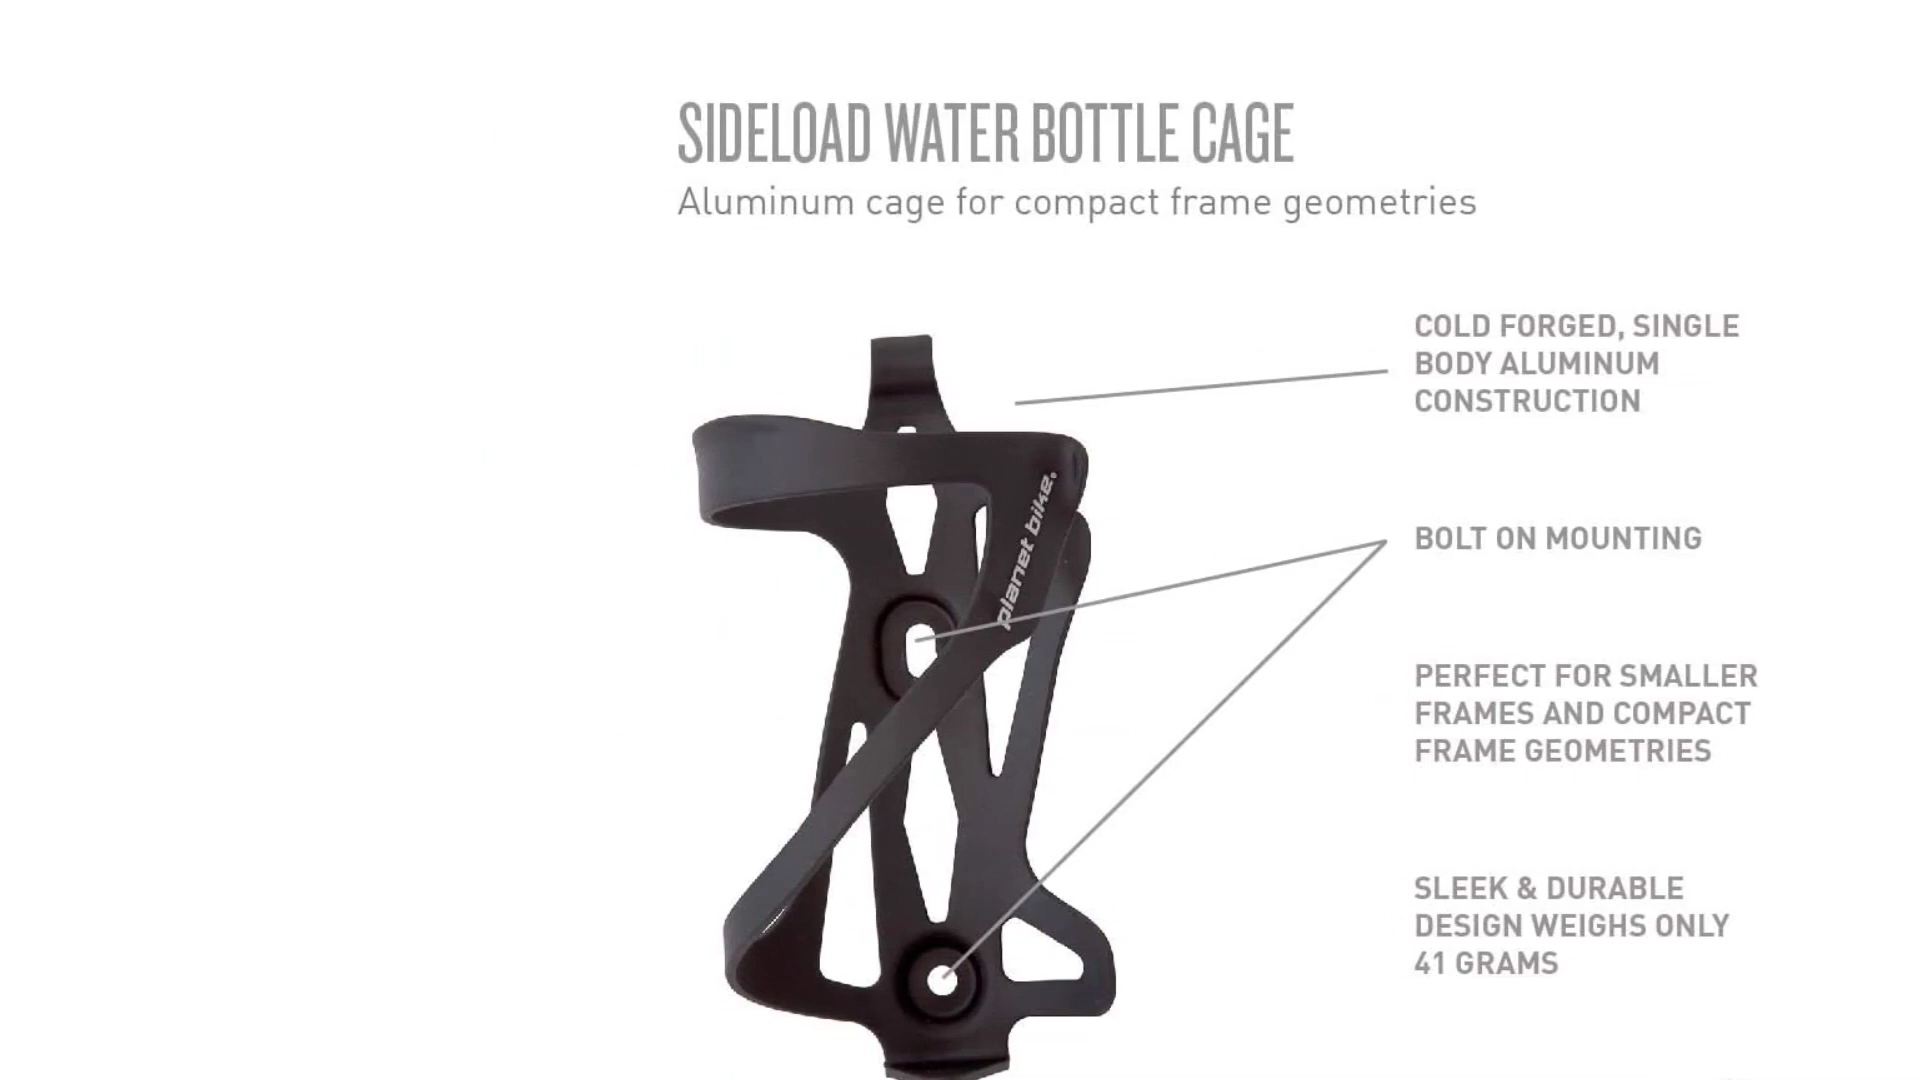 SIDELOAD WATER BOTTLE CAGE
Aluminum cage for compact frame geometries
COLD FORGED, SINGLE
BODY ALUMINUM
CONSTRUCTION
planet bike.
BOLT ON MOUNTING
PERFECT FOR SMALLER
FRAMES AND COMPACT
FRAME GEOMETRIES
SLEEK & DURABLE
DESIGN WEIGHS ONLY
41 GRAMS